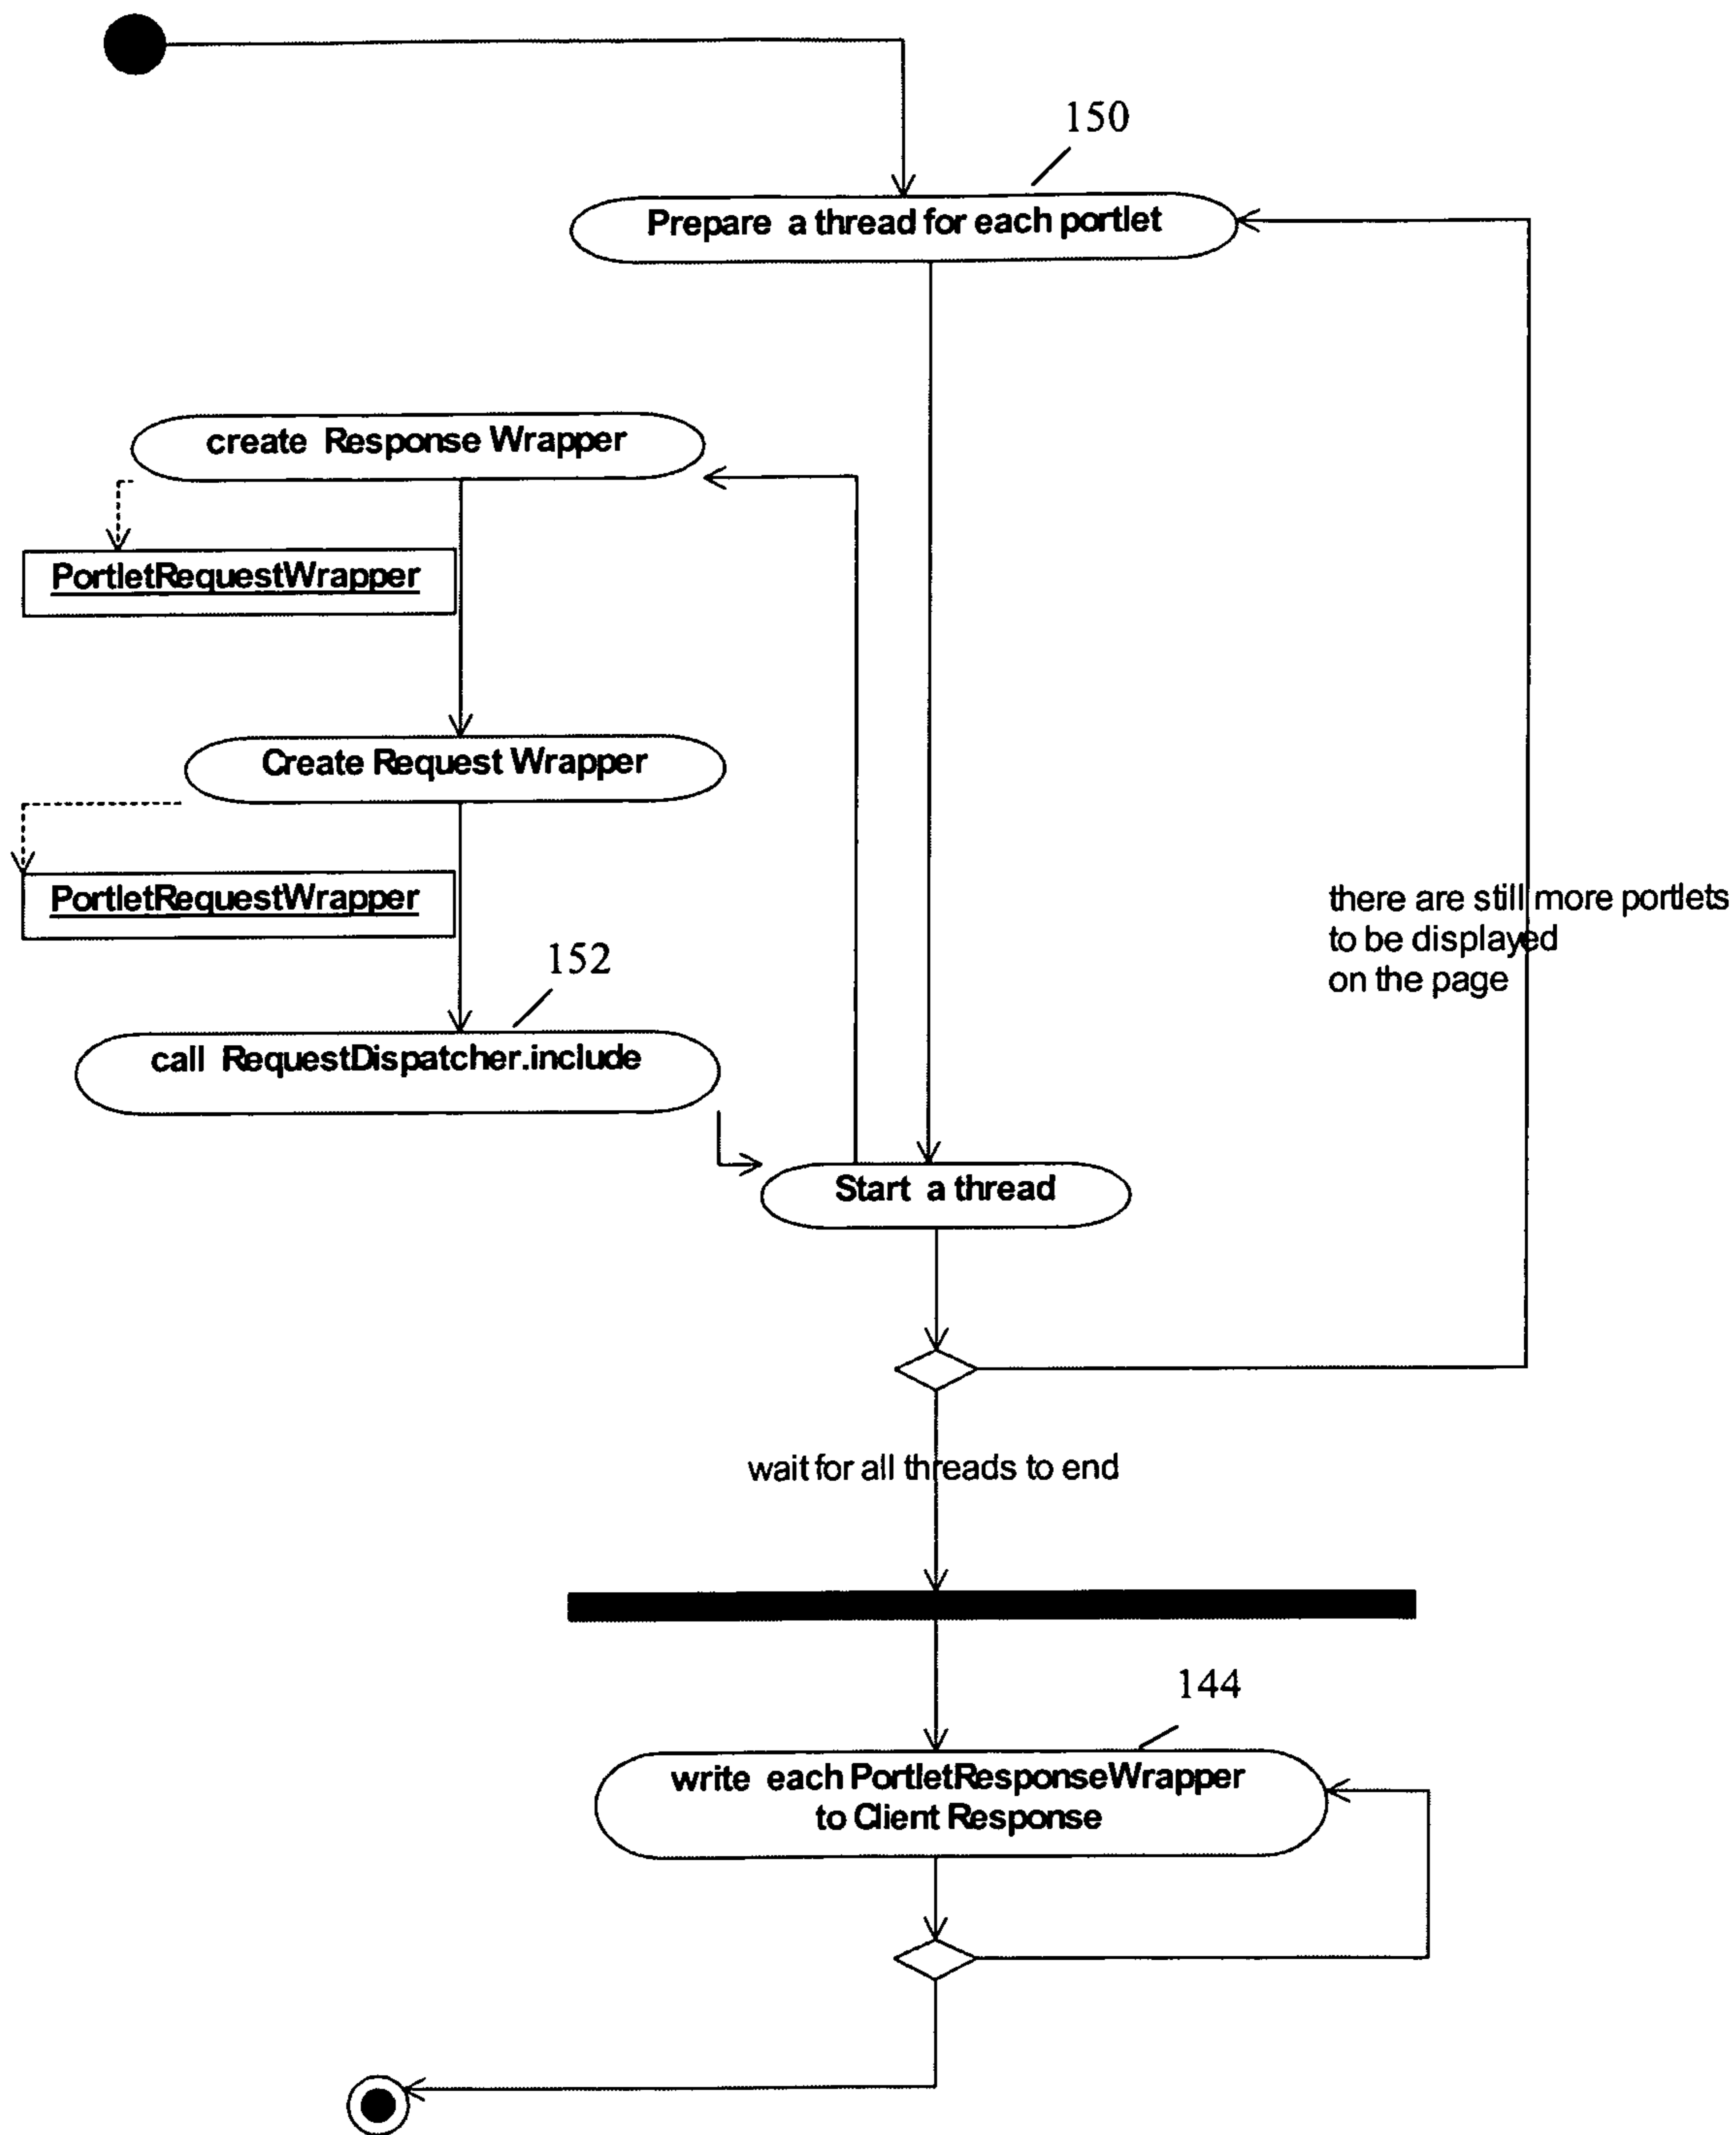 150
Prepare a thread for each portlet
create Response Wrapper
PortletRequestWrapper
Create Request Wrapper
PortletRequestWrapper
there are still more portlets
to be displayed
on the page
152
call RequestDispatcher.include
Start a thread
wait for all threads to end
144
write each PortletResponseWrapper
to Client Response